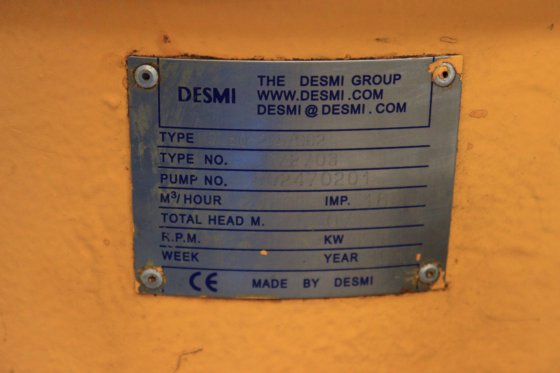 DESMI
THE DESMI GROUP
WWW.DESMI.COM
DESMI@DESMI.COM
TYPE
TYPE NO.
PUMP NO.
M³/HOUR IMP.
TOTAL HEAD M.
R.P.M. KW
WEEK YEAR
CE MADE BY DESMI